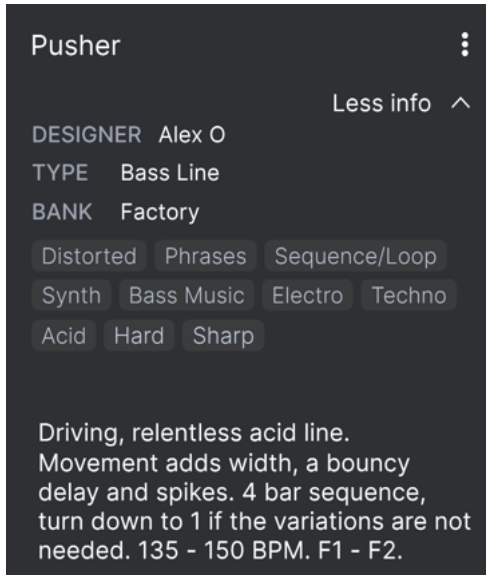 Pusher
Less info
DESIGNER Alex O
TYPE Bass Line
BANK Factory
Distorted Phrases Sequence/Loop
Synth Bass Music Electro Techno
Acid Hard Sharp
Driving, relentless acid line.
Movement adds width, a bouncy
delay and spikes. 4 bar sequence,
turn down to 1 if the variations are not
needed. 135 - 150 BPM. F1 - F2.